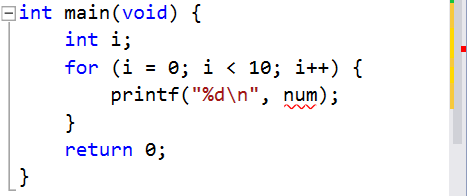 int main(void) {
    int i;
    for (i = 0; i < 10; i++) {
        printf("%d\n", num);
    }
    return 0;
}